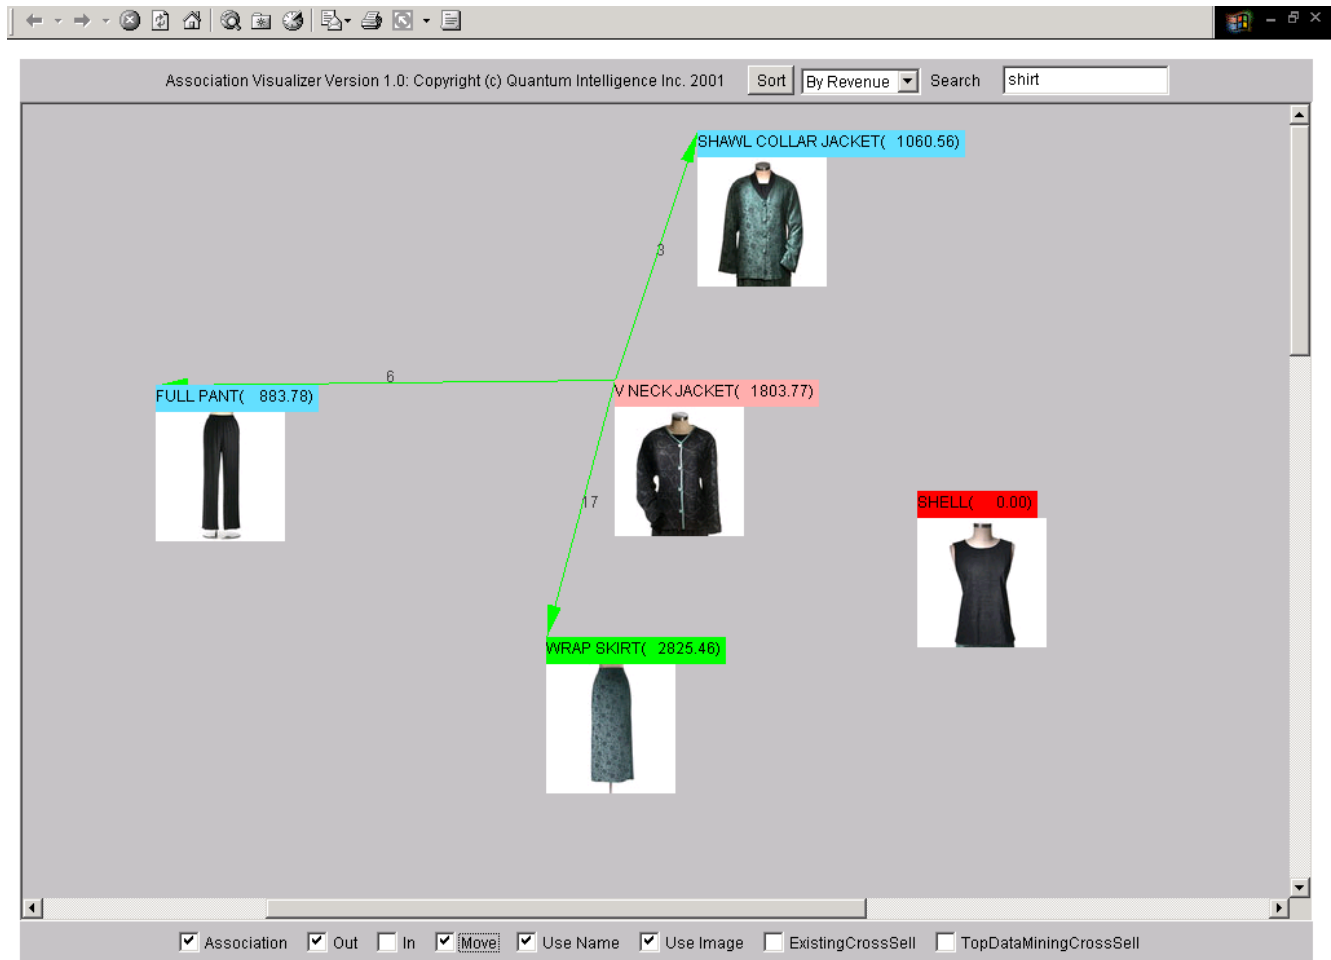 Association Visualizer Version 1.0: Copyright (c) Quantum Intelligence Inc. 2001 Sort By Revenue Search shirt
SHAWL COLLAR JACKET( 1060.56)
3
6
FULL PANT( 883.78)
V NECK JACKET( 1803.77)
17
SHELL( 0.00)
WRAP SKIRT( 2825.46)
Association Out In Move Use Name Use Image ExistingCrossSell TopDataMiningCrossSell